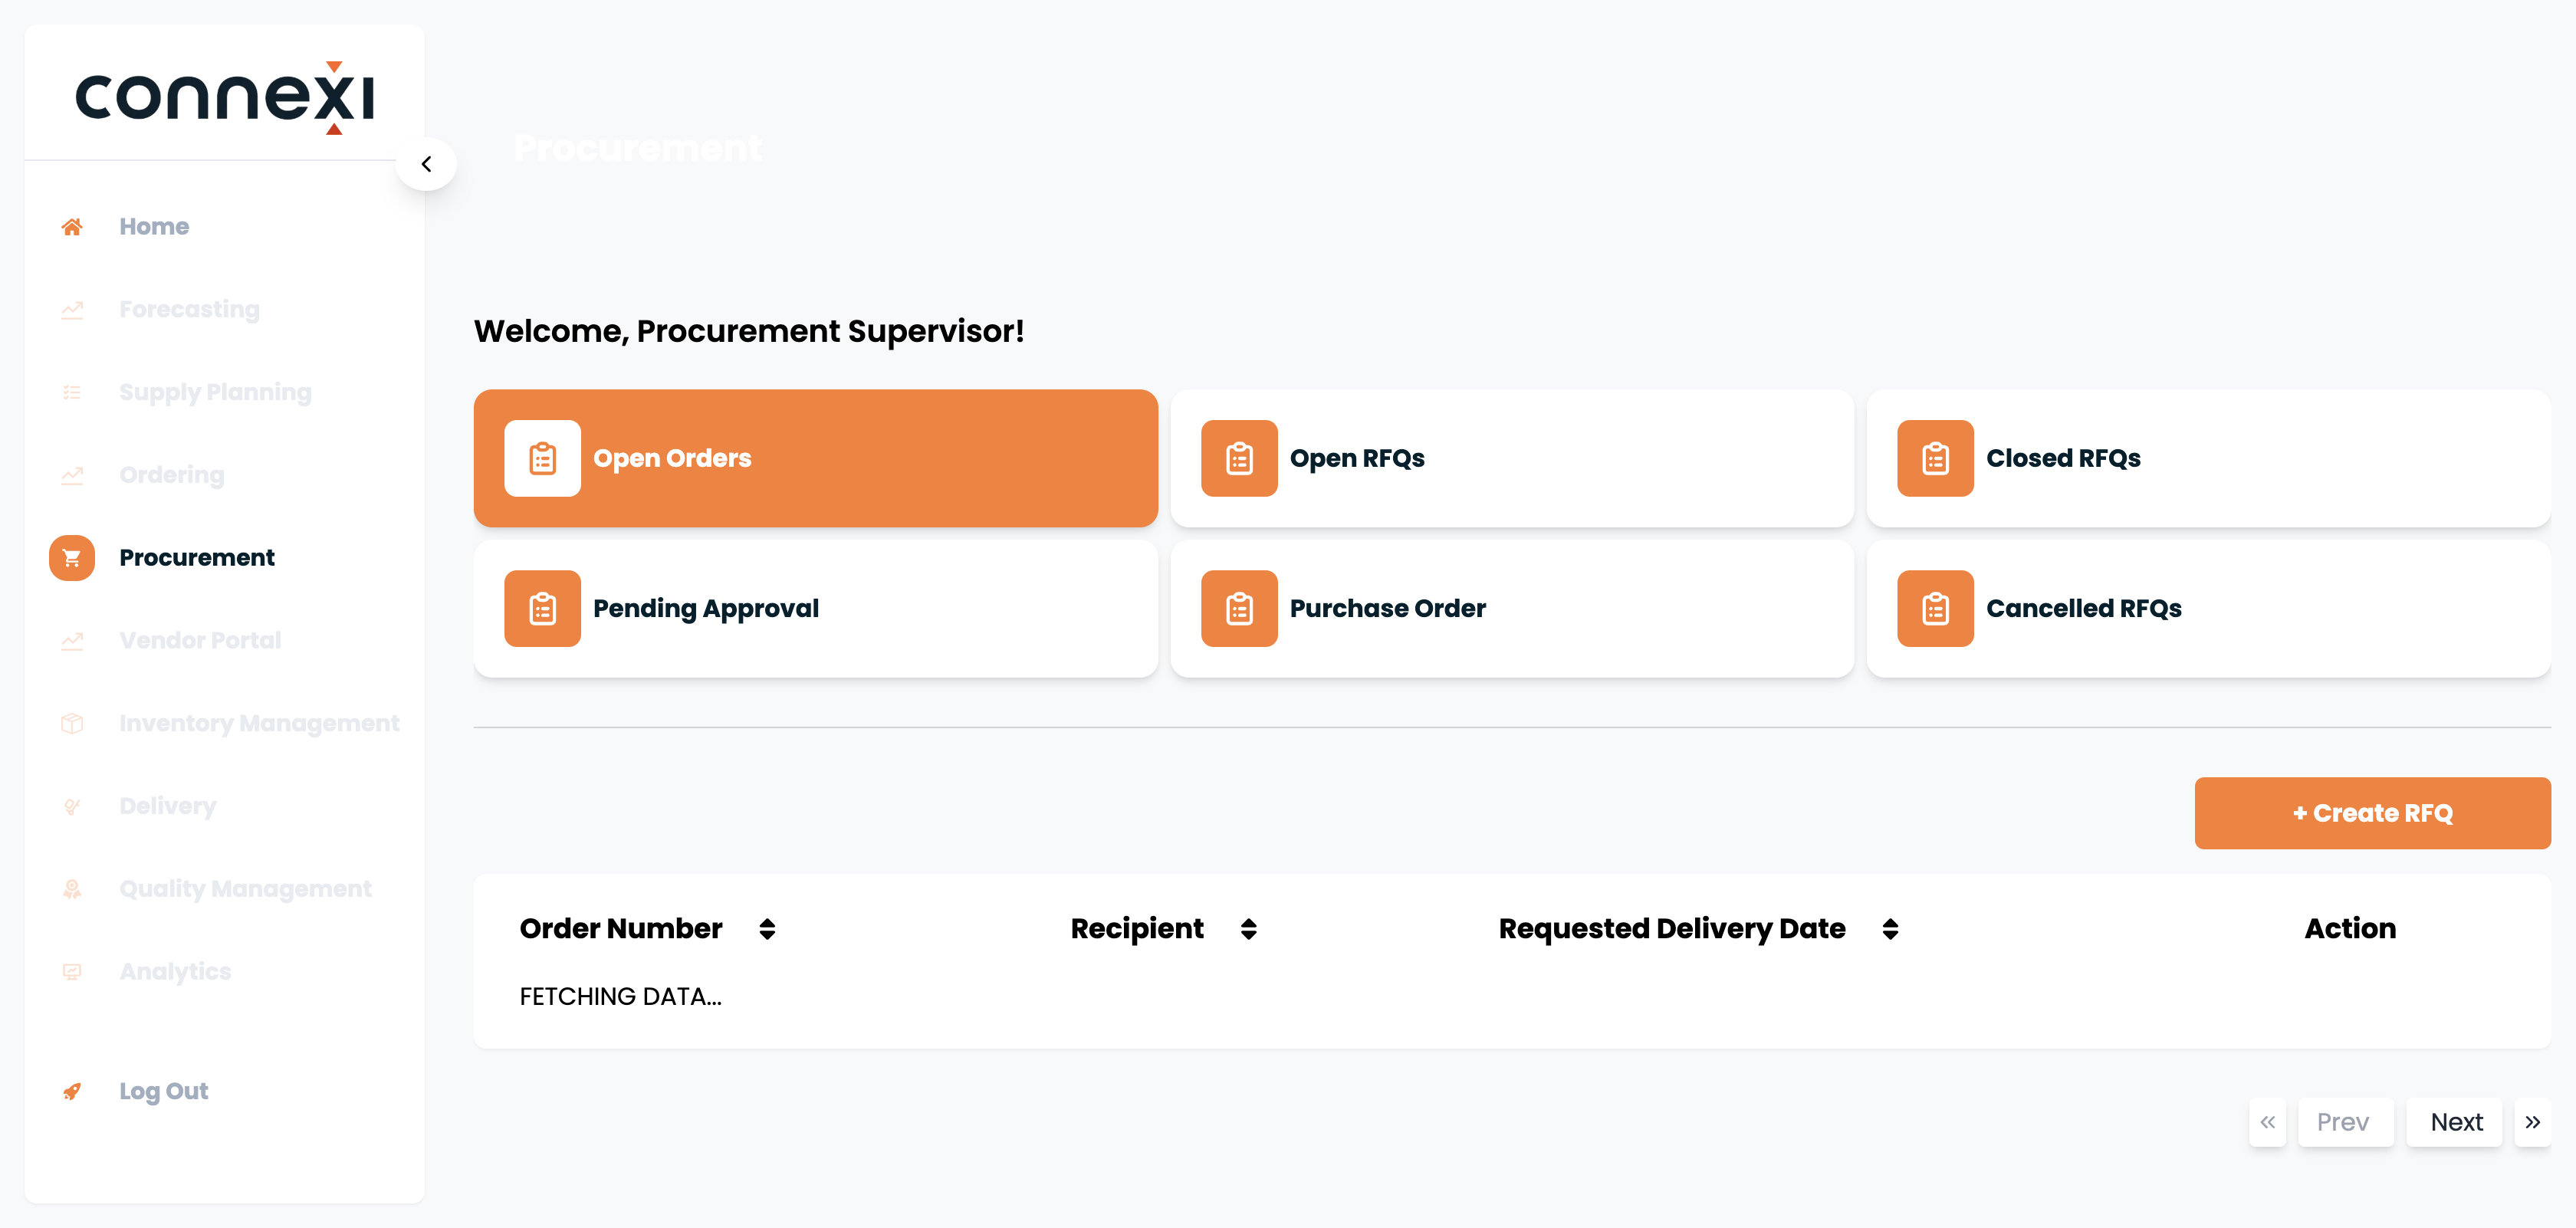 connexi
Procurement
Home
Forecasting
Supply Planning
Ordering
Procurement
Vendor Portal
Inventory Management
Delivery
Quality Management
Analytics
Log Out
Welcome, Procurement Supervisor!
Open Orders
Open RFQs
Closed RFQs
Pending Approval
Purchase Order
Cancelled RFQs
+ Create RFQ
Order Number Recipient Requested Delivery Date Action
FETCHING DATA...
« Prev Next »